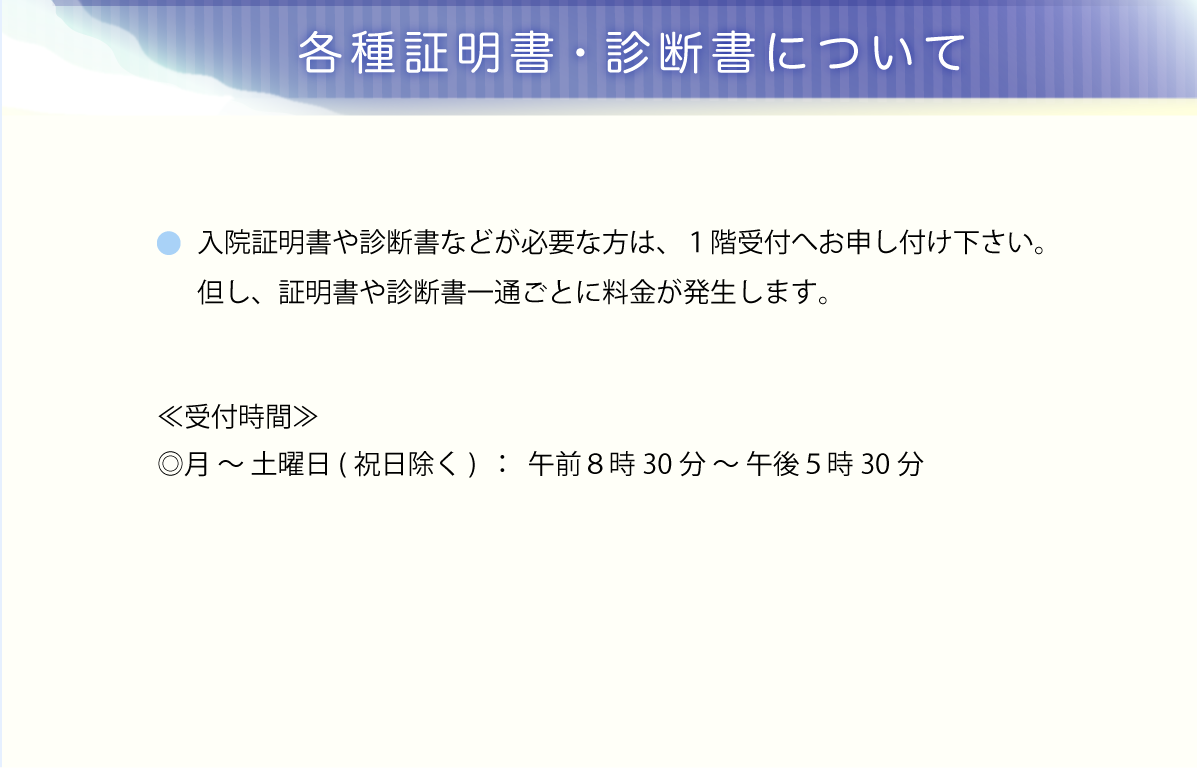 各種証明書・診断書について
● 入院証明書や診断書などが必要な方は、１階受付へお申し付け下さい。
但し、証明書や診断書一通ごとに料金が発生します。
≪受付時間≫
◎月 ～ 土曜日 ( 祝日除く ) ： 午前８時 30 分 ～ 午後５時 30 分